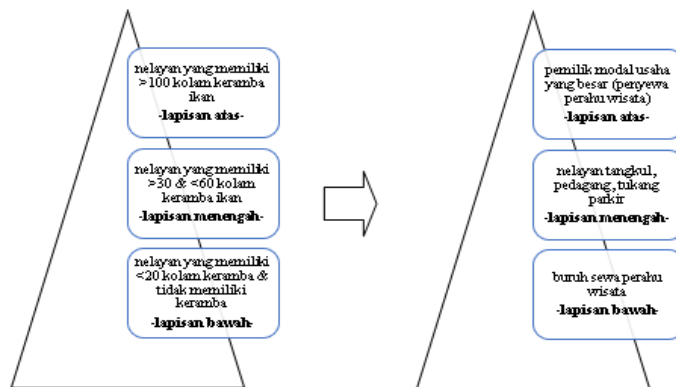 nelayan yang memiliki
>100 kolam keramba
ikan
-lapisan atas-
nelayan yang memiliki
>30 & <60 kolam
keramba ikan
-lapisan menengah-
nelayan yang memiliki
<20 kolam keramba &
tidak memiliki
keramba
-lapisan bawah-
pemilik modal usaha
yang besar (penyewa
perahu wisata)
-lapisan atas-
nelayan tangkul,
pedagang, tukang
parkir
-lapisan menengah-
buruh sewa perahu
wisata
-lapisan bawah-